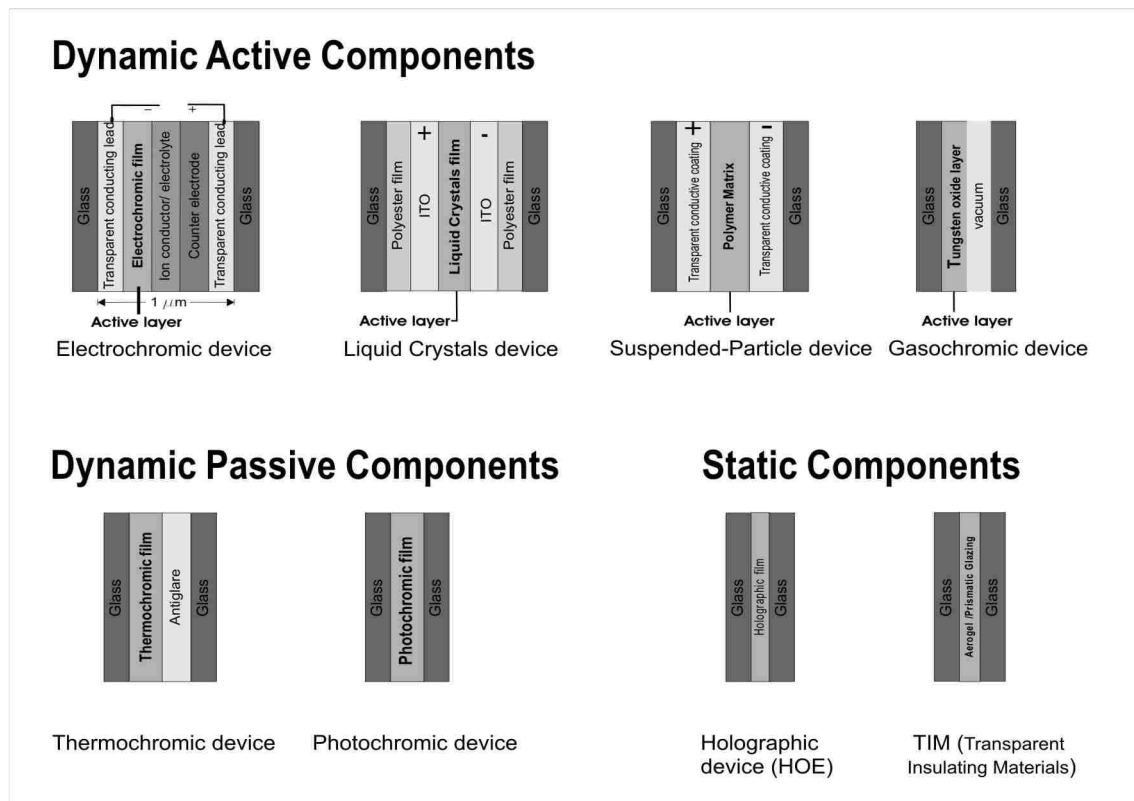 Dynamic Active Components
− +
Glass
Transparent conducting lead
Electrochromic film
Ion conductor/ electrolyte
Counter electrode
Transparent conducting lead
Glass
1 μm
Active layer
Electrochromic device
Glass
Polyester film
ITO +
Liquid Crystals film
ITO -
Polyester film
Glass
Active layer
Liquid Crystals device
Glass
Transparent conductive coating +
Polymer Matrix
Transparent conductive coating -
Glass
Active layer
Suspended-Particle device
Glass
Tungsten oxide layer
vacuum
Glass
Active layer
Gasochromic device
Dynamic Passive Components
Glass
Thermochromic film
Antiglare
Glass
Thermochromic device
Glass
Photochromic film
Glass
Photochromic device
Static Components
Glass
Holographic film
Glass
Holographic
device (HOE)
Glass
Aerogel /Prismatic Glazing
Glass
TIM (Transparent
Insulating Materials)